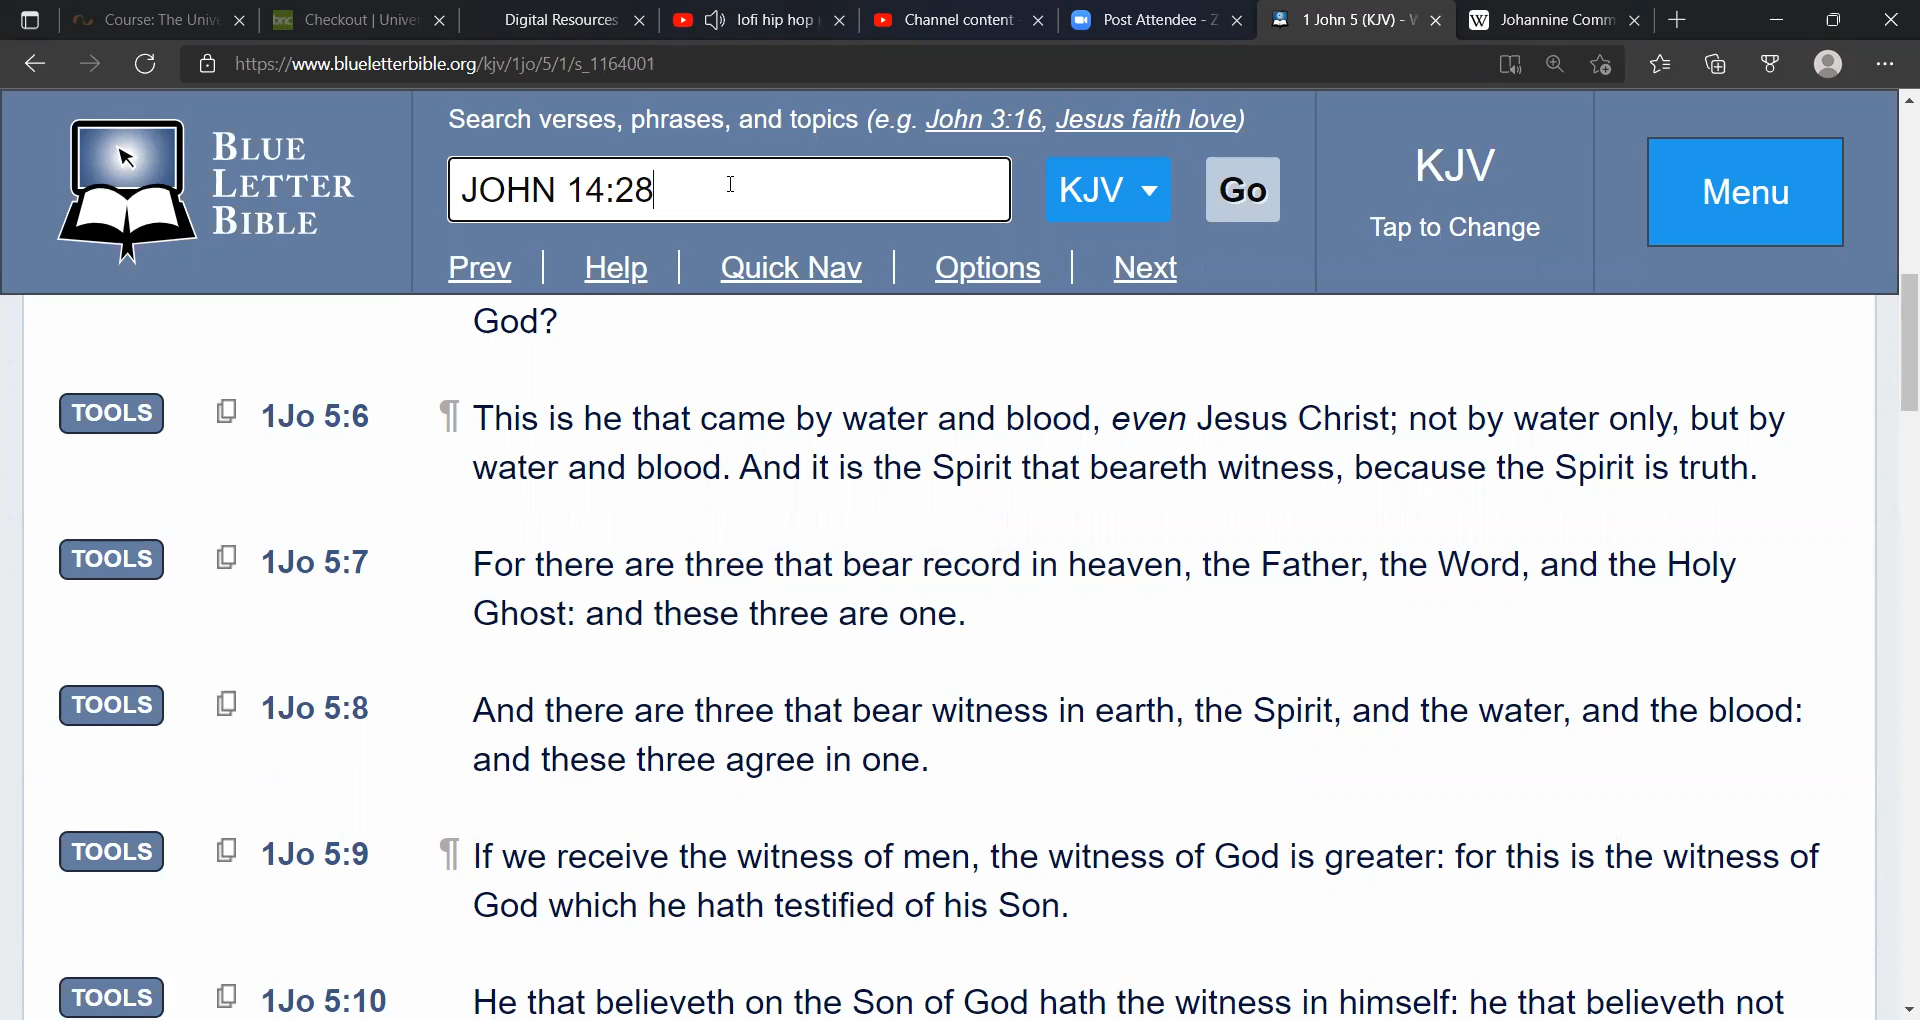 Course: The Unive
bnc Checkout | Univer
Digital Resources
lofi hip hop
Channel content
Post Attendee - Z
1 John 5 (KJV) -
W Johannine Comm
https://www.blueletterbible.org/kjv/1jo/5/1/s_1164001
BLUE
LETTER
BIBLE
Search verses, phrases, and topics (e.g. John 3:16, Jesus faith love)
JOHN 14:28
KJV
Go
KJV
Tap to Change
Menu
Prev | Help | Quick Nav | Options | Next
God?
TOOLS 1Jo 5:6 ¶ This is he that came by water and blood, even Jesus Christ; not by water only, but by
water and blood. And it is the Spirit that beareth witness, because the Spirit is truth.
TOOLS 1Jo 5:7 For there are three that bear record in heaven, the Father, the Word, and the Holy
Ghost: and these three are one.
TOOLS 1Jo 5:8 And there are three that bear witness in earth, the Spirit, and the water, and the blood:
and these three agree in one.
TOOLS 1Jo 5:9 ¶ If we receive the witness of men, the witness of God is greater: for this is the witness of
God which he hath testified of his Son.
TOOLS 1Jo 5:10 He that believeth on the Son of God hath the witness in himself: he that believeth not